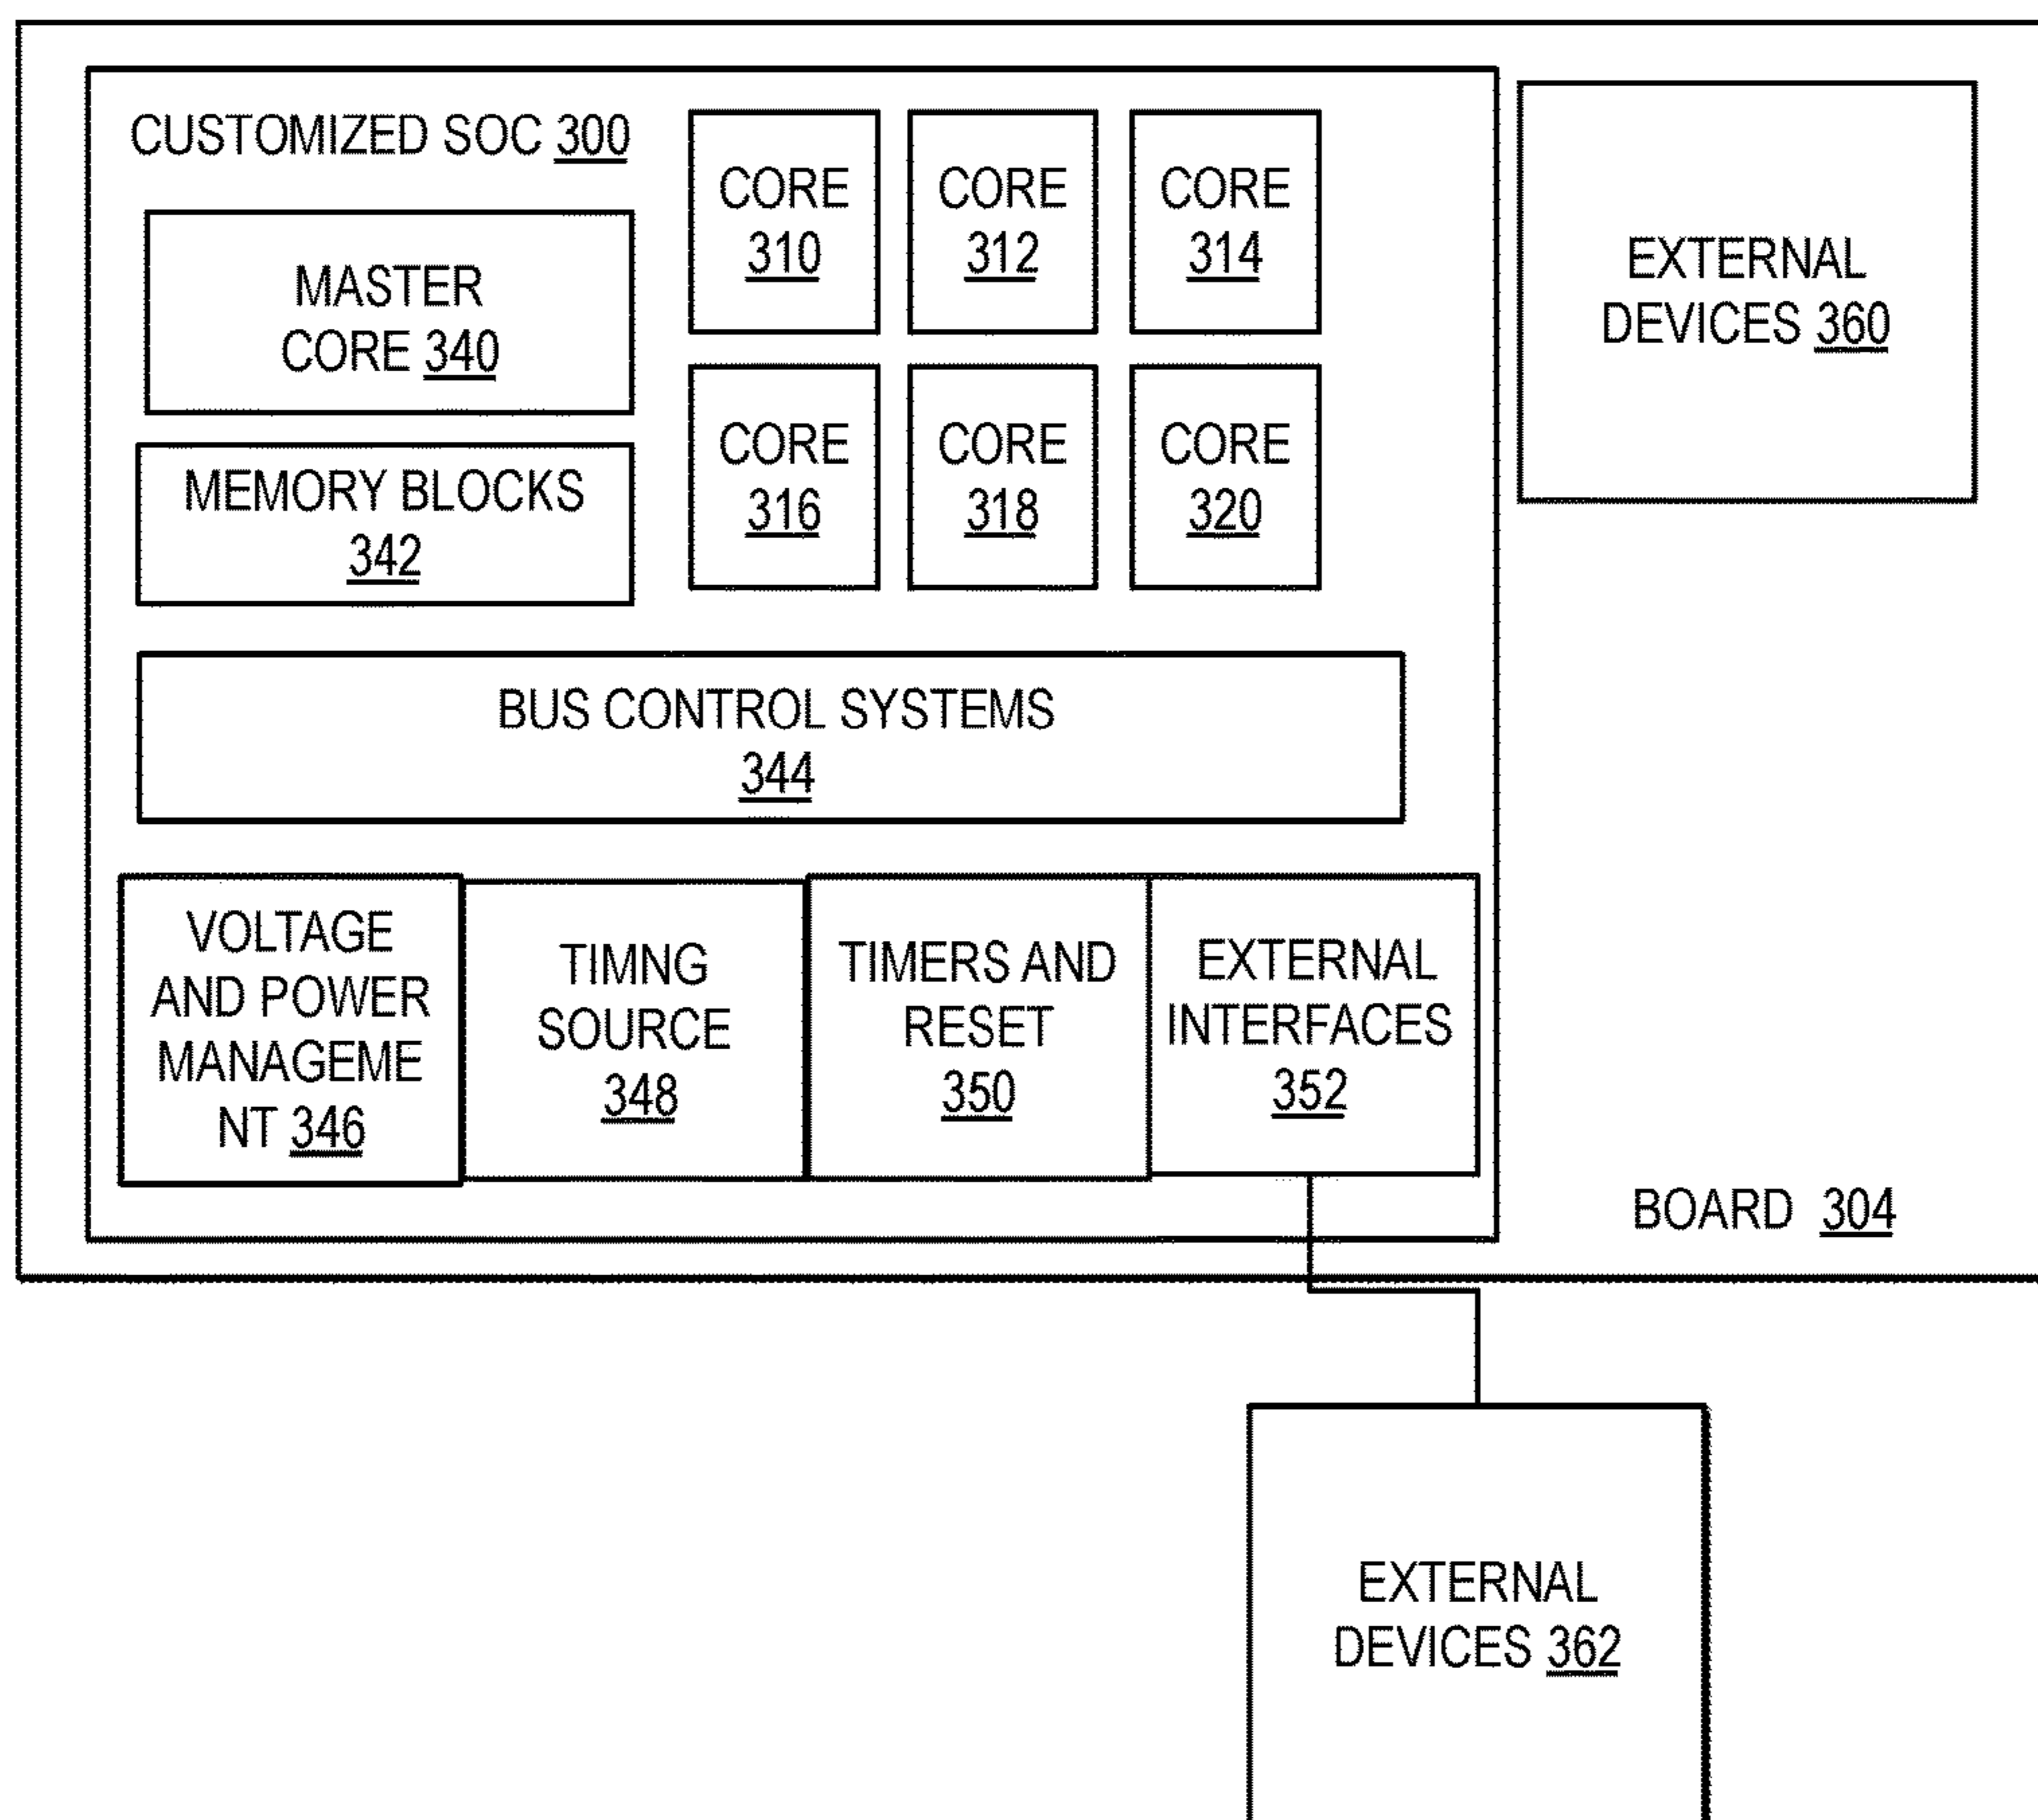 CUSTOMIZED SOC 300
MASTER
CORE 340
MEMORY BLOCKS
342
CORE
310
CORE
312
CORE
314
CORE
316
CORE
318
CORE
320
EXTERNAL
DEVICES 360
BUS CONTROL SYSTEMS
344
VOLTAGE
AND POWER
MANAGEME
NT 346
TIMNG
SOURCE
348
TIMERS AND
RESET
350
EXTERNAL
INTERFACES
352
BOARD 304
EXTERNAL
DEVICES 362